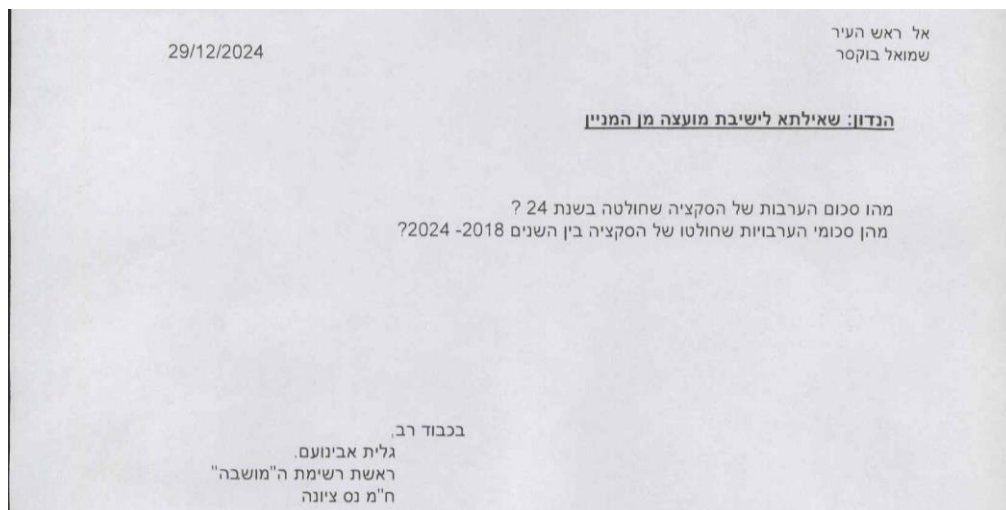 אל ראש העיר
שמואל בוקסר
29/12/2024
הנדון: שאילתא לישיבת מועצה מן המניין
מהו סכום הערבות של הסקציה שחולטה בשנת 24 ?
מהן סכומי הערבויות שחולטו של הסקציה בין השנים 2018- 2024?
בכבוד רב,
גלית אבינועם.
ראשת רשימת ה"מושבה"
ח"מ נס ציונה